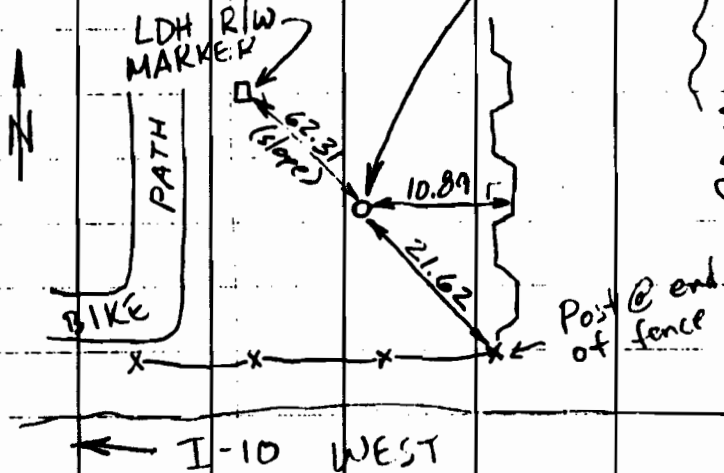 LDH R/W
MARKER
N
PATH
62.31
(slope)
10.89
21.62
BIKE
Post @ end
of fence
I-10 WEST